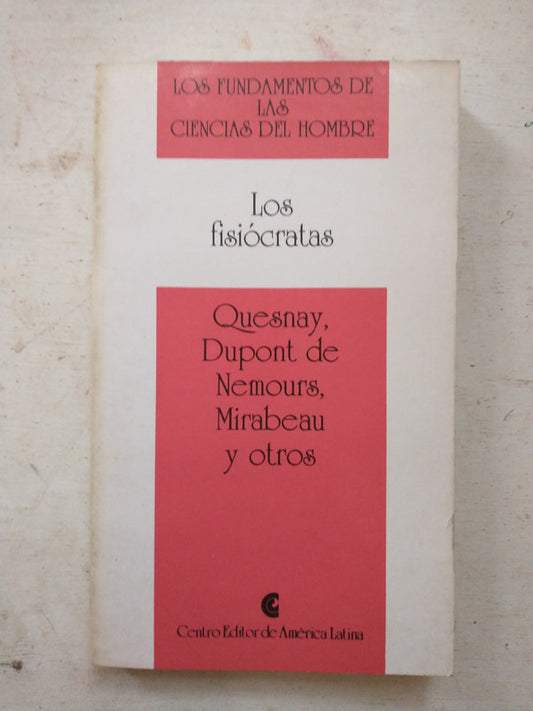 LOS FUNDAMENTOS DE
LAS
CIENCIAS DEL HOMBRE
Los
fisiócratas
Quesnay,
Dupont de
Nemours,
Mirabeau
y otros
Centro Editor de América Latina